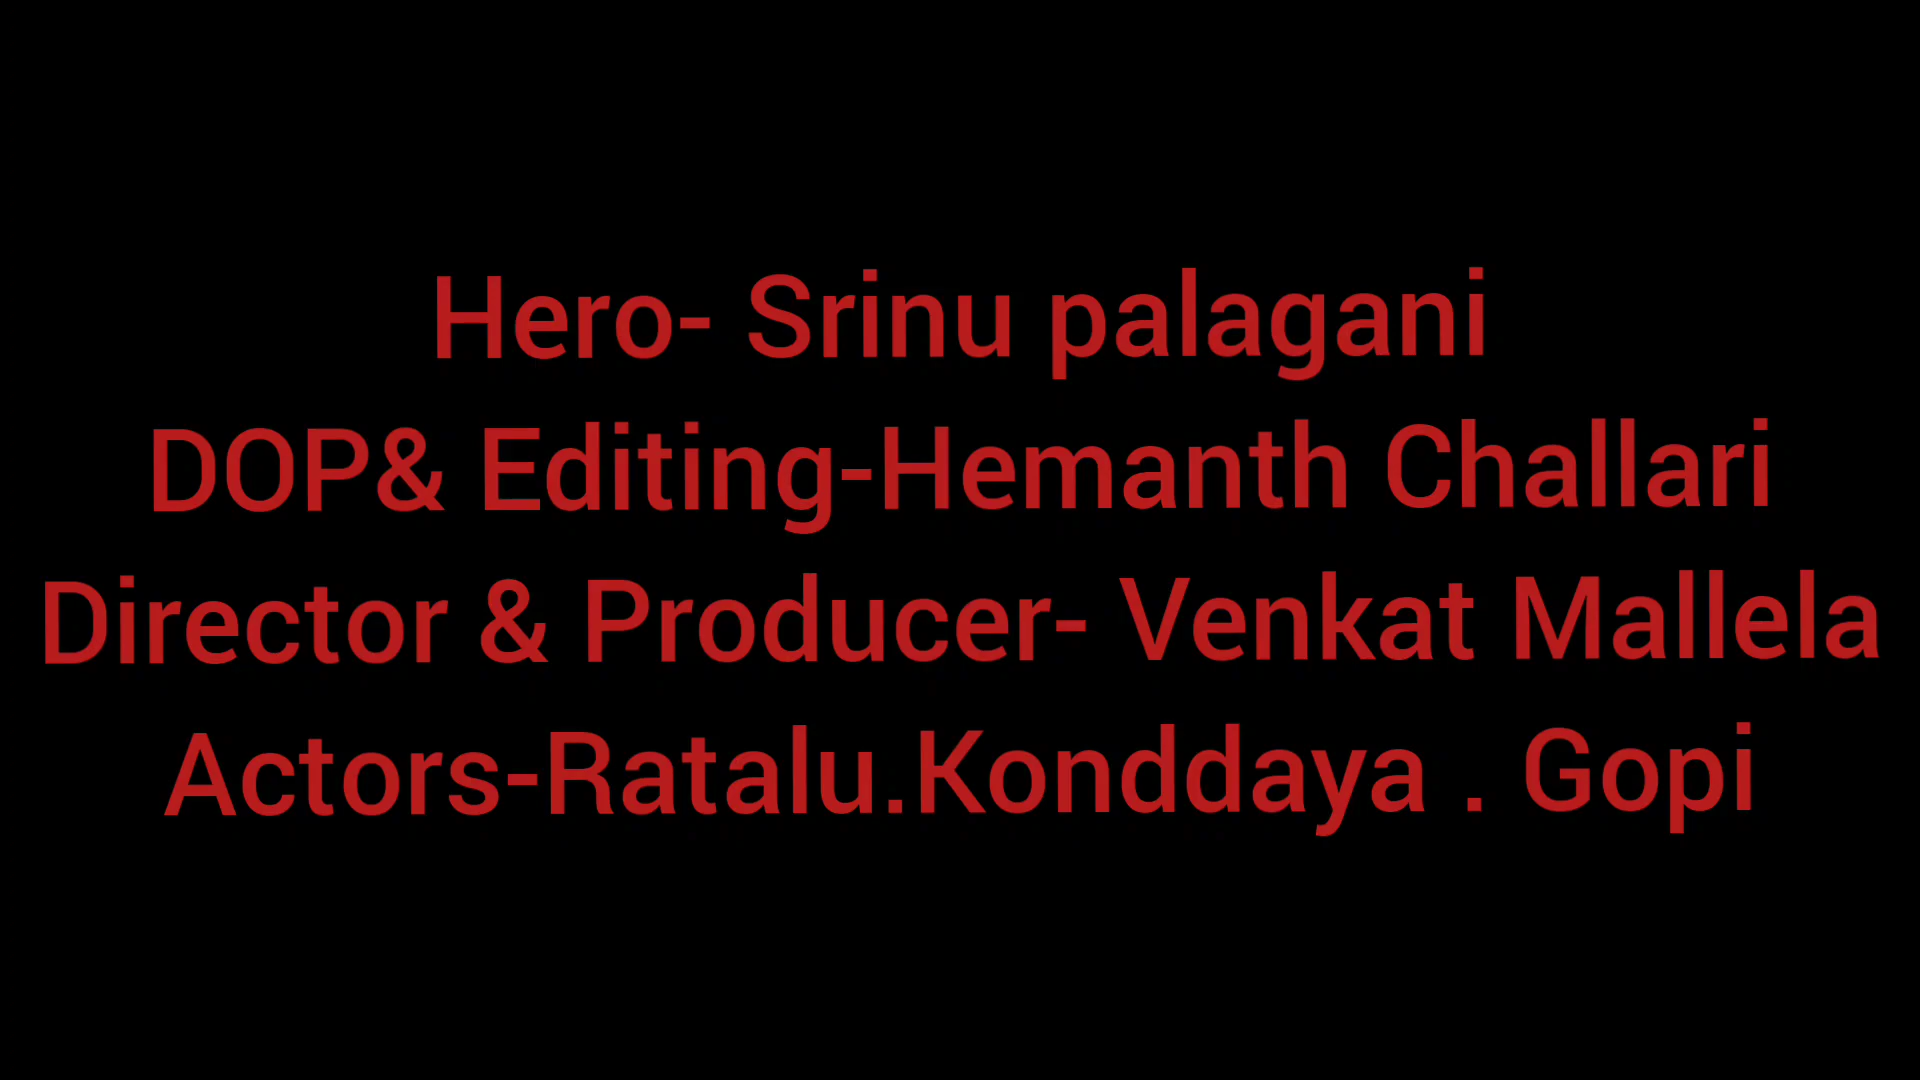 Hero- Srinu palagani
DOP& Editing-Hemanth Challari
Director & Producer- Venkat Mallela
Actors-Ratalu.Konddaya . Gopi